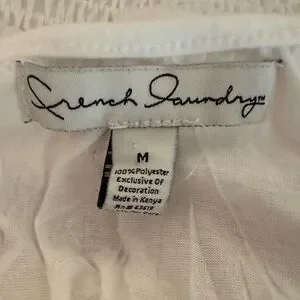 French Laundry™
M
100% Polyester
Exclusive Of
Decoration
Made in Kenya